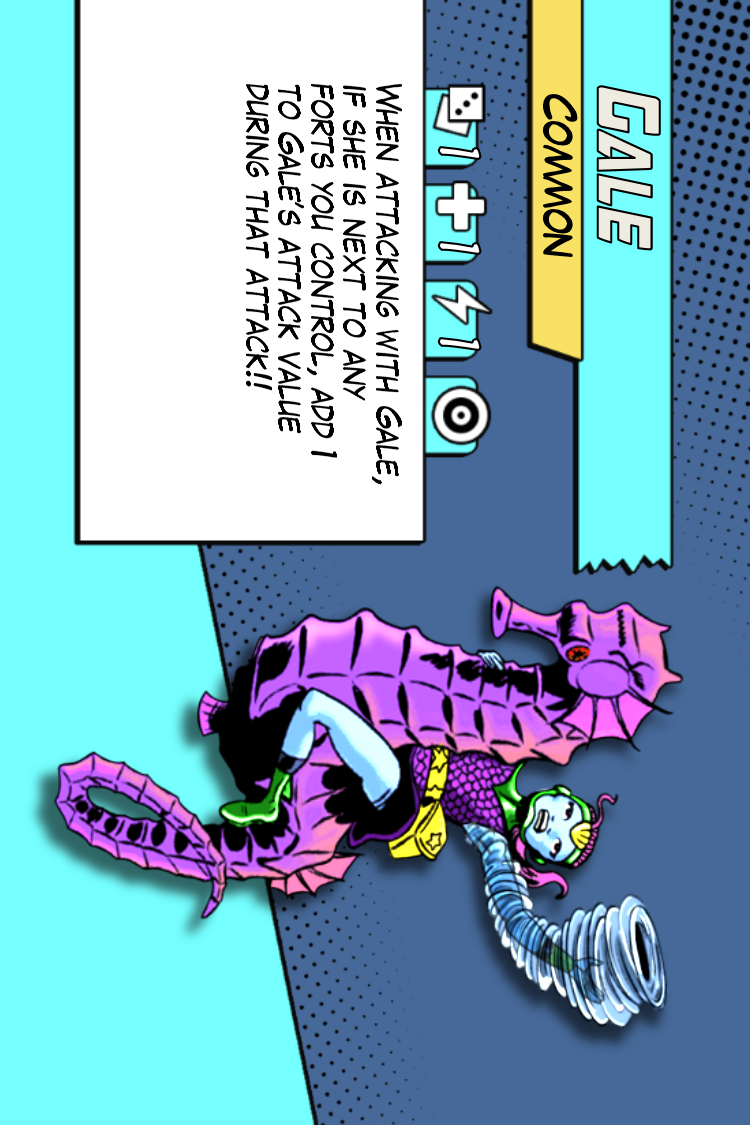 GALE
COMMON
1
1
1
WHEN ATTACKING WITH GALE,
IF SHE IS NEXT TO ANY
FORTS YOU CONTROL, ADD 1
TO GALE'S ATTACK VALUE
DURING THAT ATTACK!!